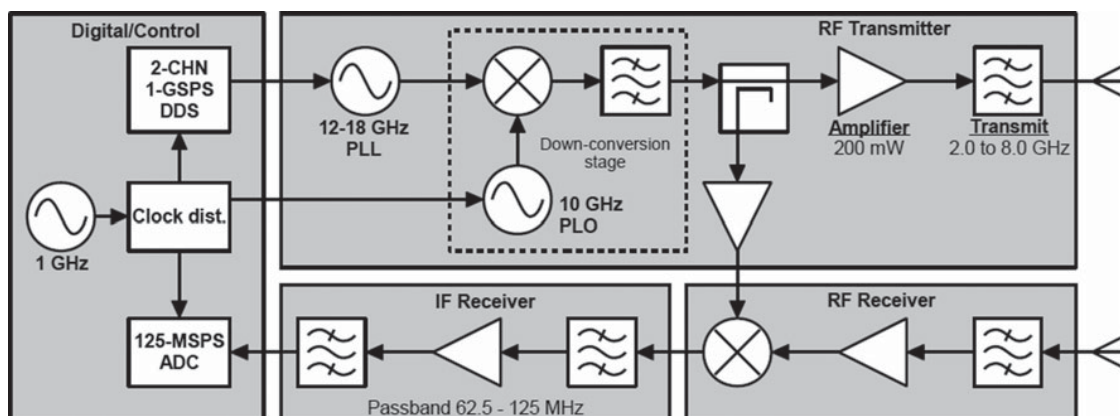 Digital/Control
2-CHN
1-GSPS
DDS
1 GHz
Clock dist.
125-MSPS
ADC
RF Transmitter
12-18 GHz
PLL
Down-conversion
stage
10 GHz
PLO
Amplifier
200 mW
Transmit
2.0 to 8.0 GHz
IF Receiver
Passband 62.5 - 125 MHz
RF Receiver